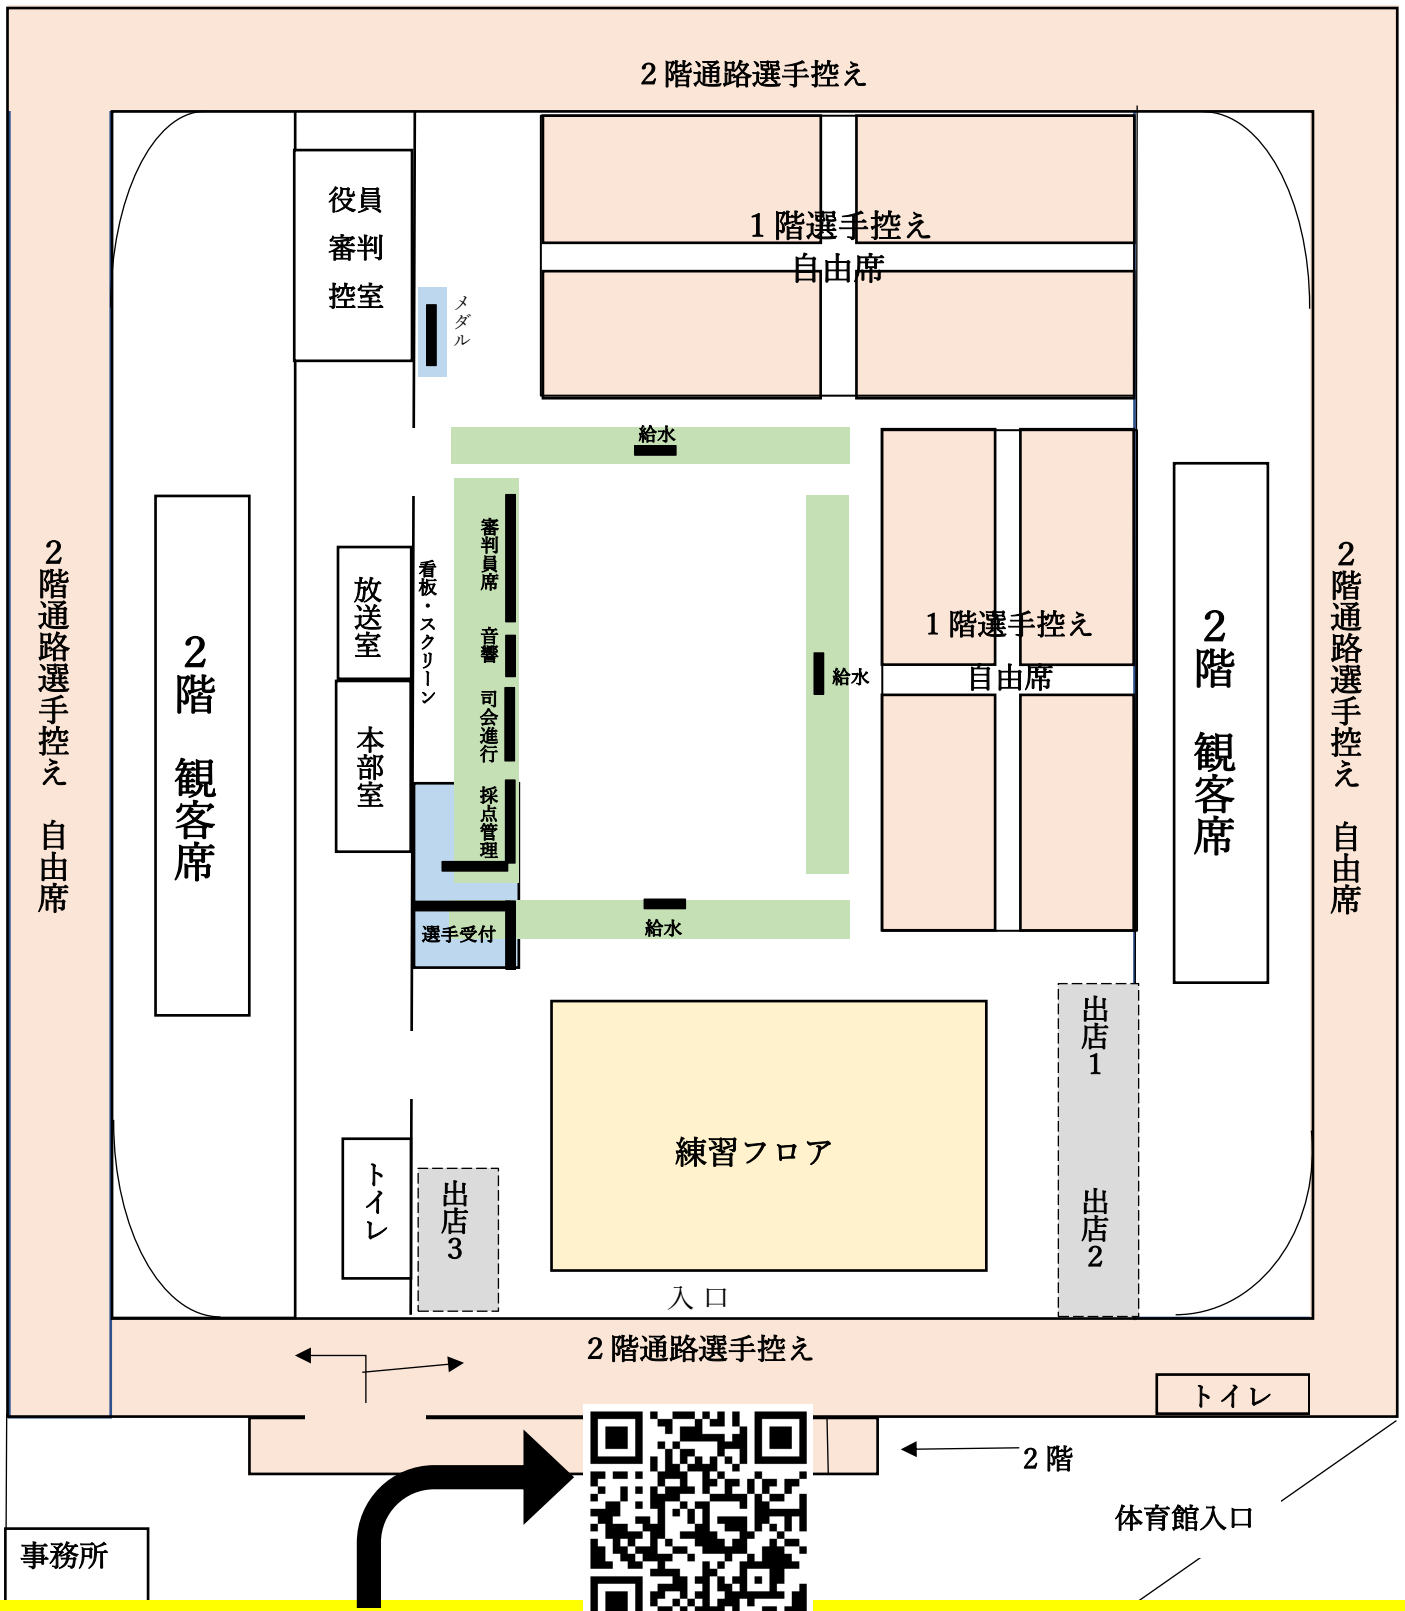 2階通路選手控え
役員
審判
控室
メダル
1階選手控え
自由席
給水
審判員席
音響
司会進行
採点管理
看板・スクリーン
放送室
本部室
給水
1階選手控え
自由席
2階 観客席
2階 観客席
2階通路選手控え 自由席
2階通路選手控え 自由席
選手受付
給水
出店1
出店2
練習フロア
トイレ
出店3
入口
2階通路選手控え
トイレ
2階
体育館入口
事務所